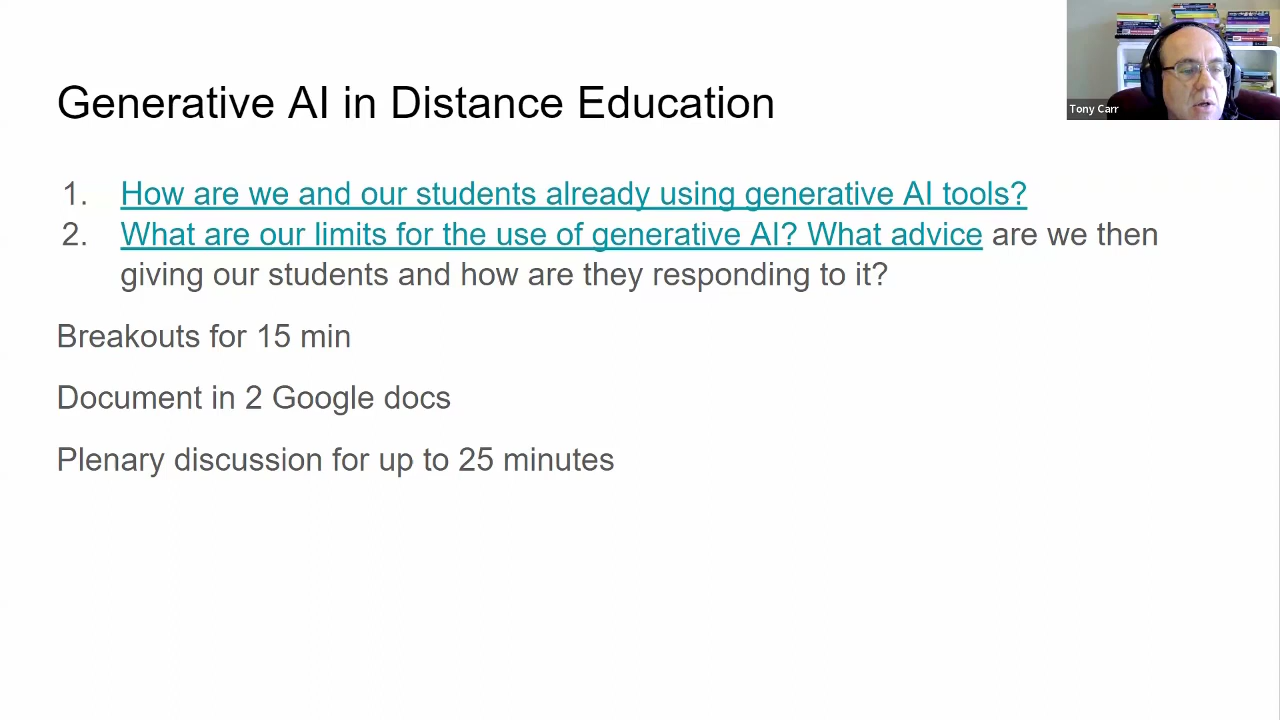 Generative AI in Distance Education
Tony Carr
1. How are we and our students already using generative AI tools?
2. What are our limits for the use of generative AI? What advice are we then
giving our students and how are they responding to it?
Breakouts for 15 min
Document in 2 Google docs
Plenary discussion for up to 25 minutes